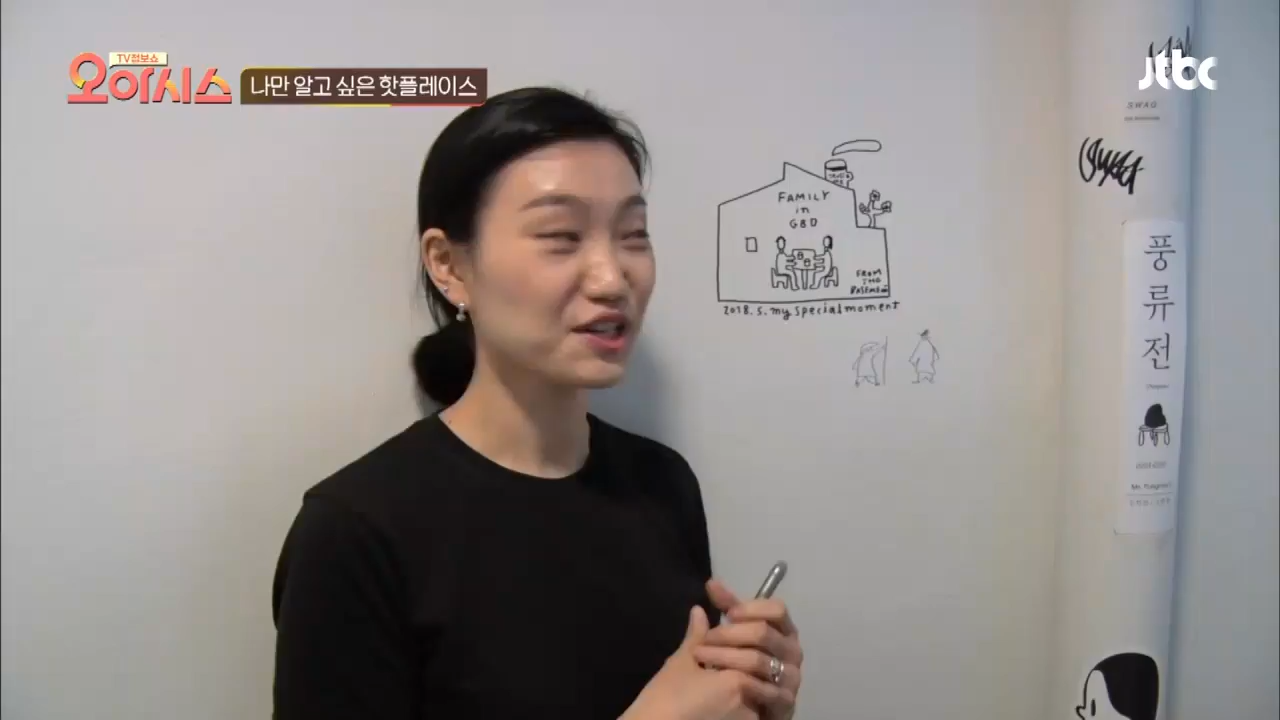 TV정보쇼
오아시스
나만 알고 싶은 핫플레이스
jtbc
SWAG
FAMILY
in
GBD
FROM
THE
BASEMENT
2018. 5. my special moment
풍
류
전